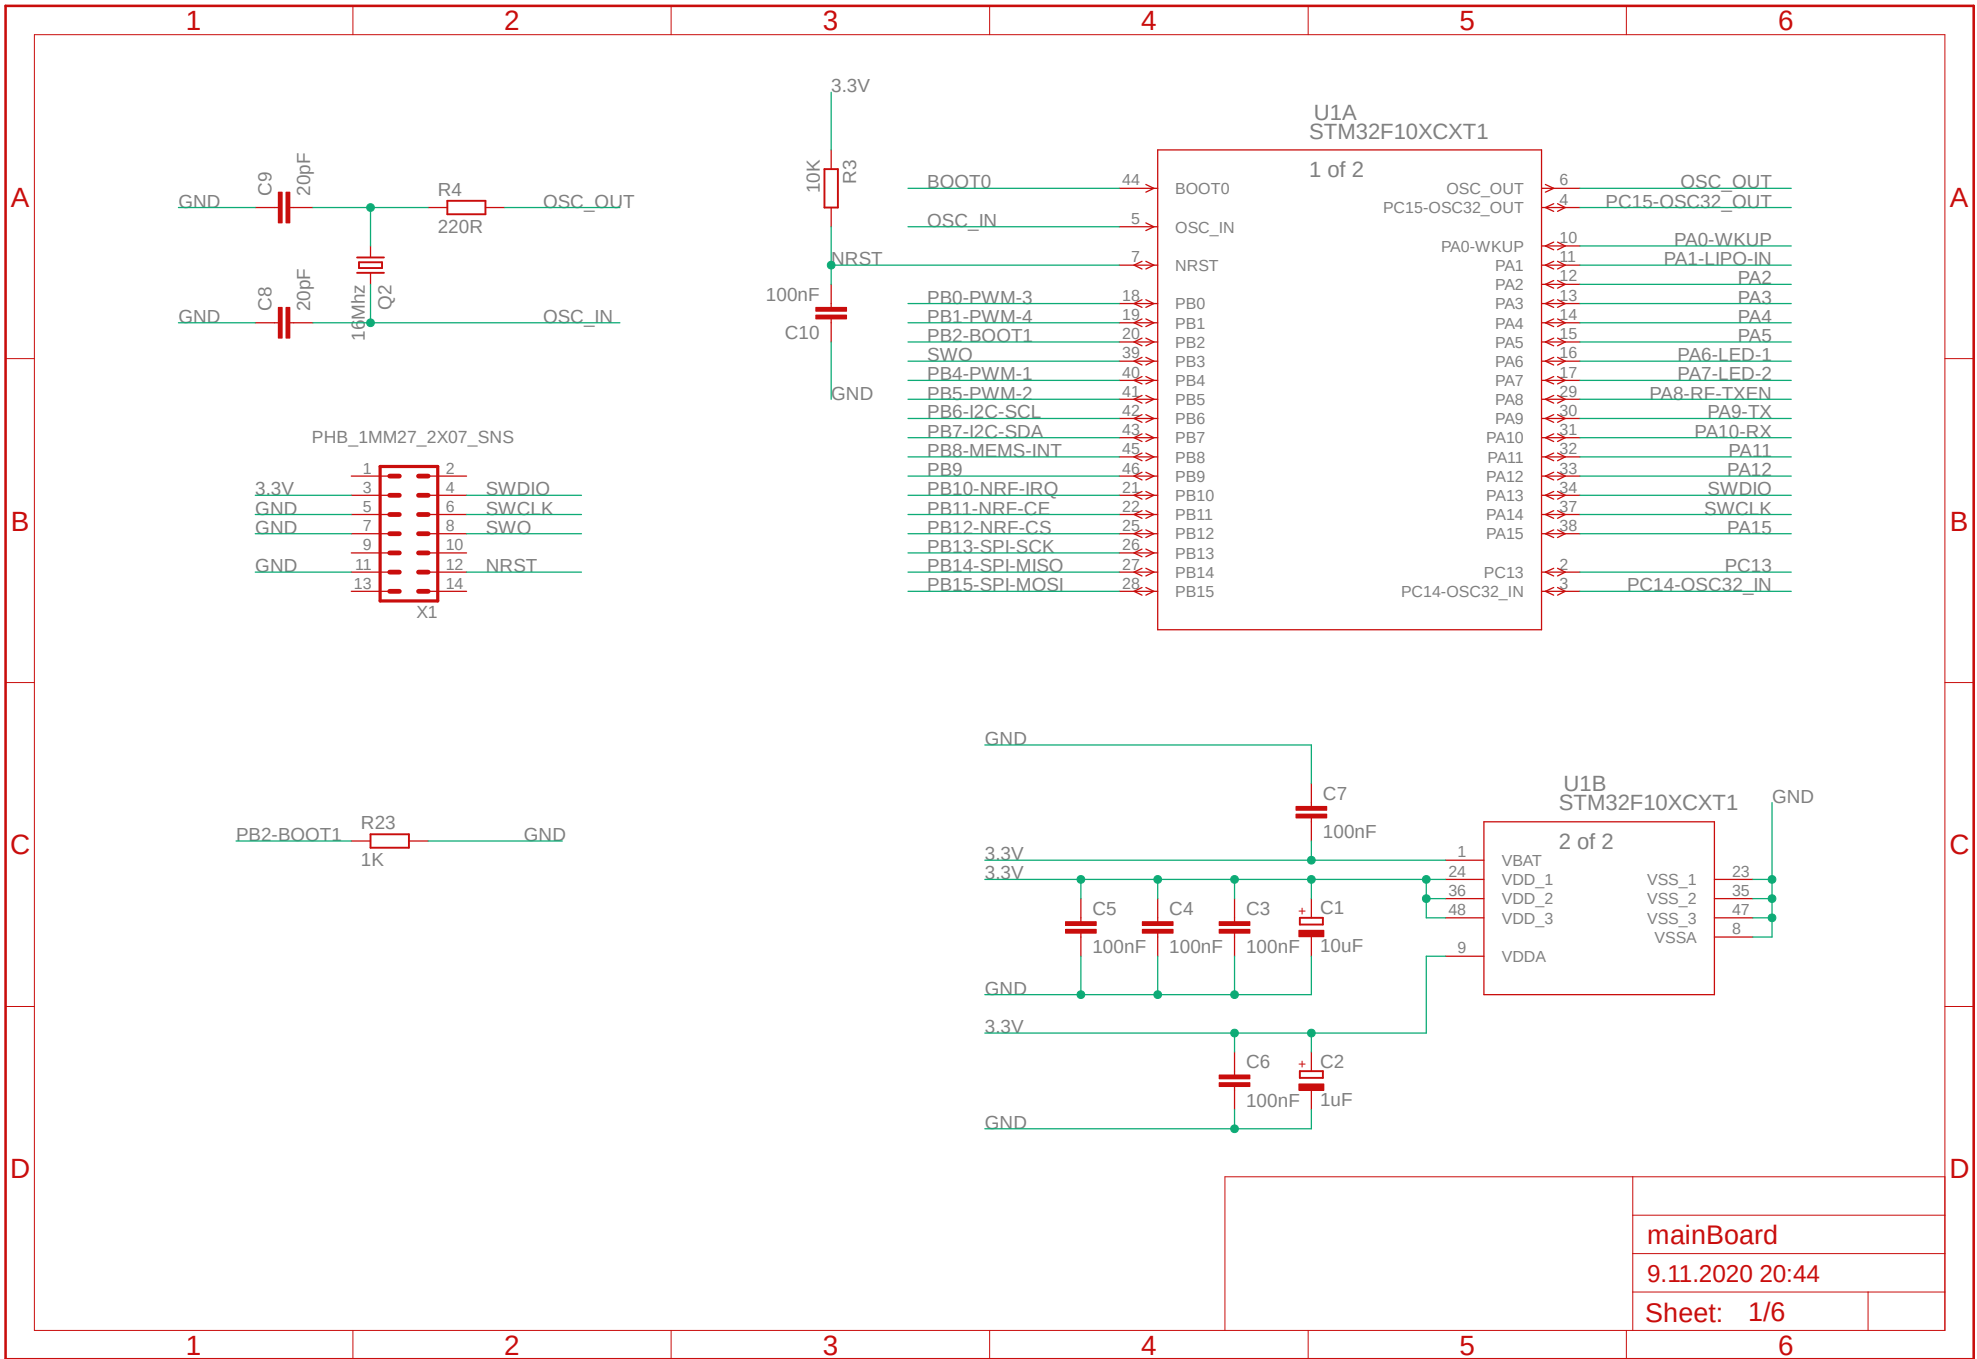 1 2 3 4 5 6
A A
B B
C C
D D
1 2 3 4 5 6
GND
C9
20pF
R4
220R
OSC_OUT
16Mhz
Q2
GND
C8
20pF
OSC_IN
3.3V
10K
R3
NRST
100nF
C10
GND
PHB_1MM27_2X07_SNS
1 2
3.3V 3 4 SWDIO
GND 5 6 SWCLK
GND 7 8 SWO
9 10
GND 11 12 NRST
13 14
X1
PB2-BOOT1
R23
1K
GND
U1A
STM32F10XCXT1
1 of 2
BOOT0 44 BOOT0
OSC_IN 5 OSC_IN
7 NRST
PB0-PWM-3 18 PB0
PB1-PWM-4 19 PB1
PB2-BOOT1 20 PB2
SWO 39 PB3
PB4-PWM-1 40 PB4
PB5-PWM-2 41 PB5
PB6-I2C-SCL 42 PB6
PB7-I2C-SDA 43 PB7
PB8-MEMS-INT 45 PB8
PB9 46 PB9
PB10-NRF-IRQ 21 PB10
PB11-NRF-CE 22 PB11
PB12-NRF-CS 25 PB12
PB13-SPI-SCK 26 PB13
PB14-SPI-MISO 27 PB14
PB15-SPI-MOSI 28 PB15
OSC_OUT 6 OSC_OUT
PC15-OSC32_OUT 4 PC15-OSC32_OUT
PA0-WKUP 10 PA0-WKUP
PA1 11 PA1-LIPO-IN
PA2 12 PA2
PA3 13 PA3
PA4 14 PA4
PA5 15 PA5
PA6 16 PA6-LED-1
PA7 17 PA7-LED-2
PA8 29 PA8-RF-TXEN
PA9 30 PA9-TX
PA10 31 PA10-RX
PA11 32 PA11
PA12 33 PA12
PA13 34 SWDIO
PA14 37 SWCLK
PA15 38 PA15
PC13 2 PC13
PC14-OSC32_IN 3 PC14-OSC32_IN
GND
C7
100nF
3.3V
3.3V
C5
100nF
C4
100nF
C3
100nF
+ C1
10uF
GND
3.3V
C6
100nF
+ C2
1uF
GND
U1B
STM32F10XCXT1
2 of 2
GND
1 VBAT
24 VDD_1
36 VDD_2
48 VDD_3
9 VDDA
VSS_1 23
VSS_2 35
VSS_3 47
VSSA 8
mainBoard
9.11.2020 20:44
Sheet: 1/6